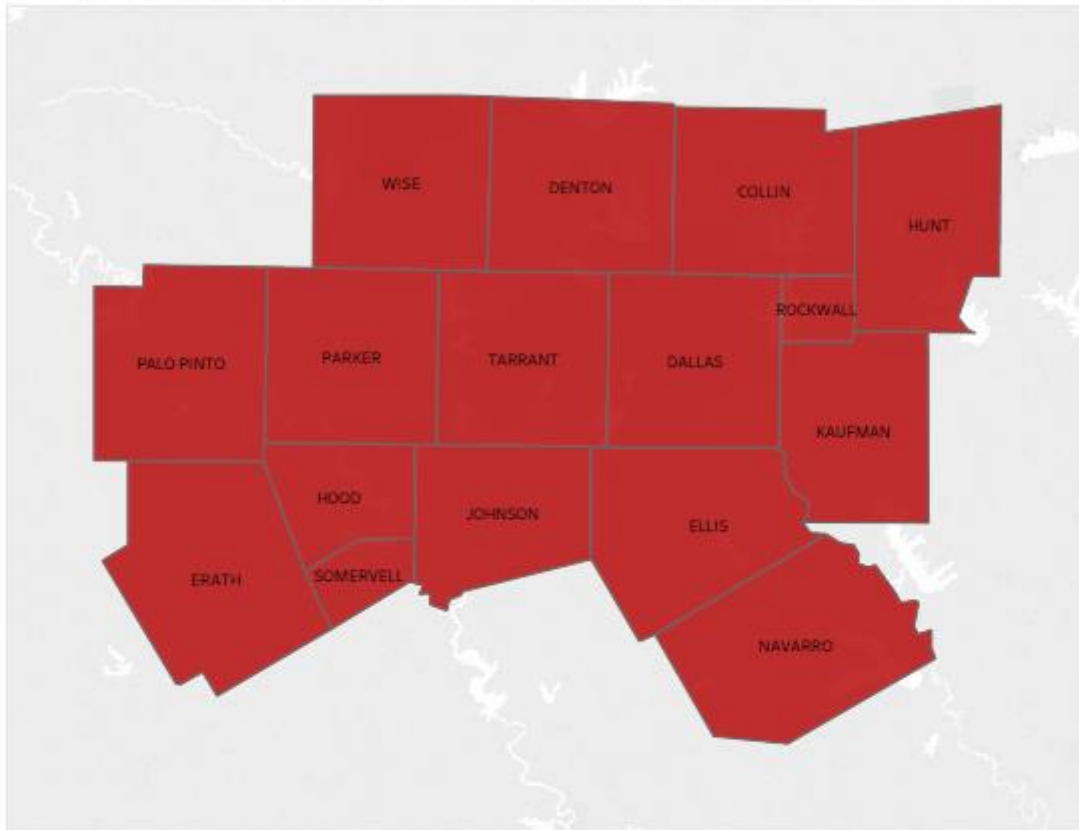 WISE
DENTON
COLLIN
HUNT
ROCKWALL
PALO PINTO
PARKER
TARRANT
DALLAS
KAUFMAN
HOOD
JOHNSON
ELLIS
ERATH
SOMERVELL
NAVARRO